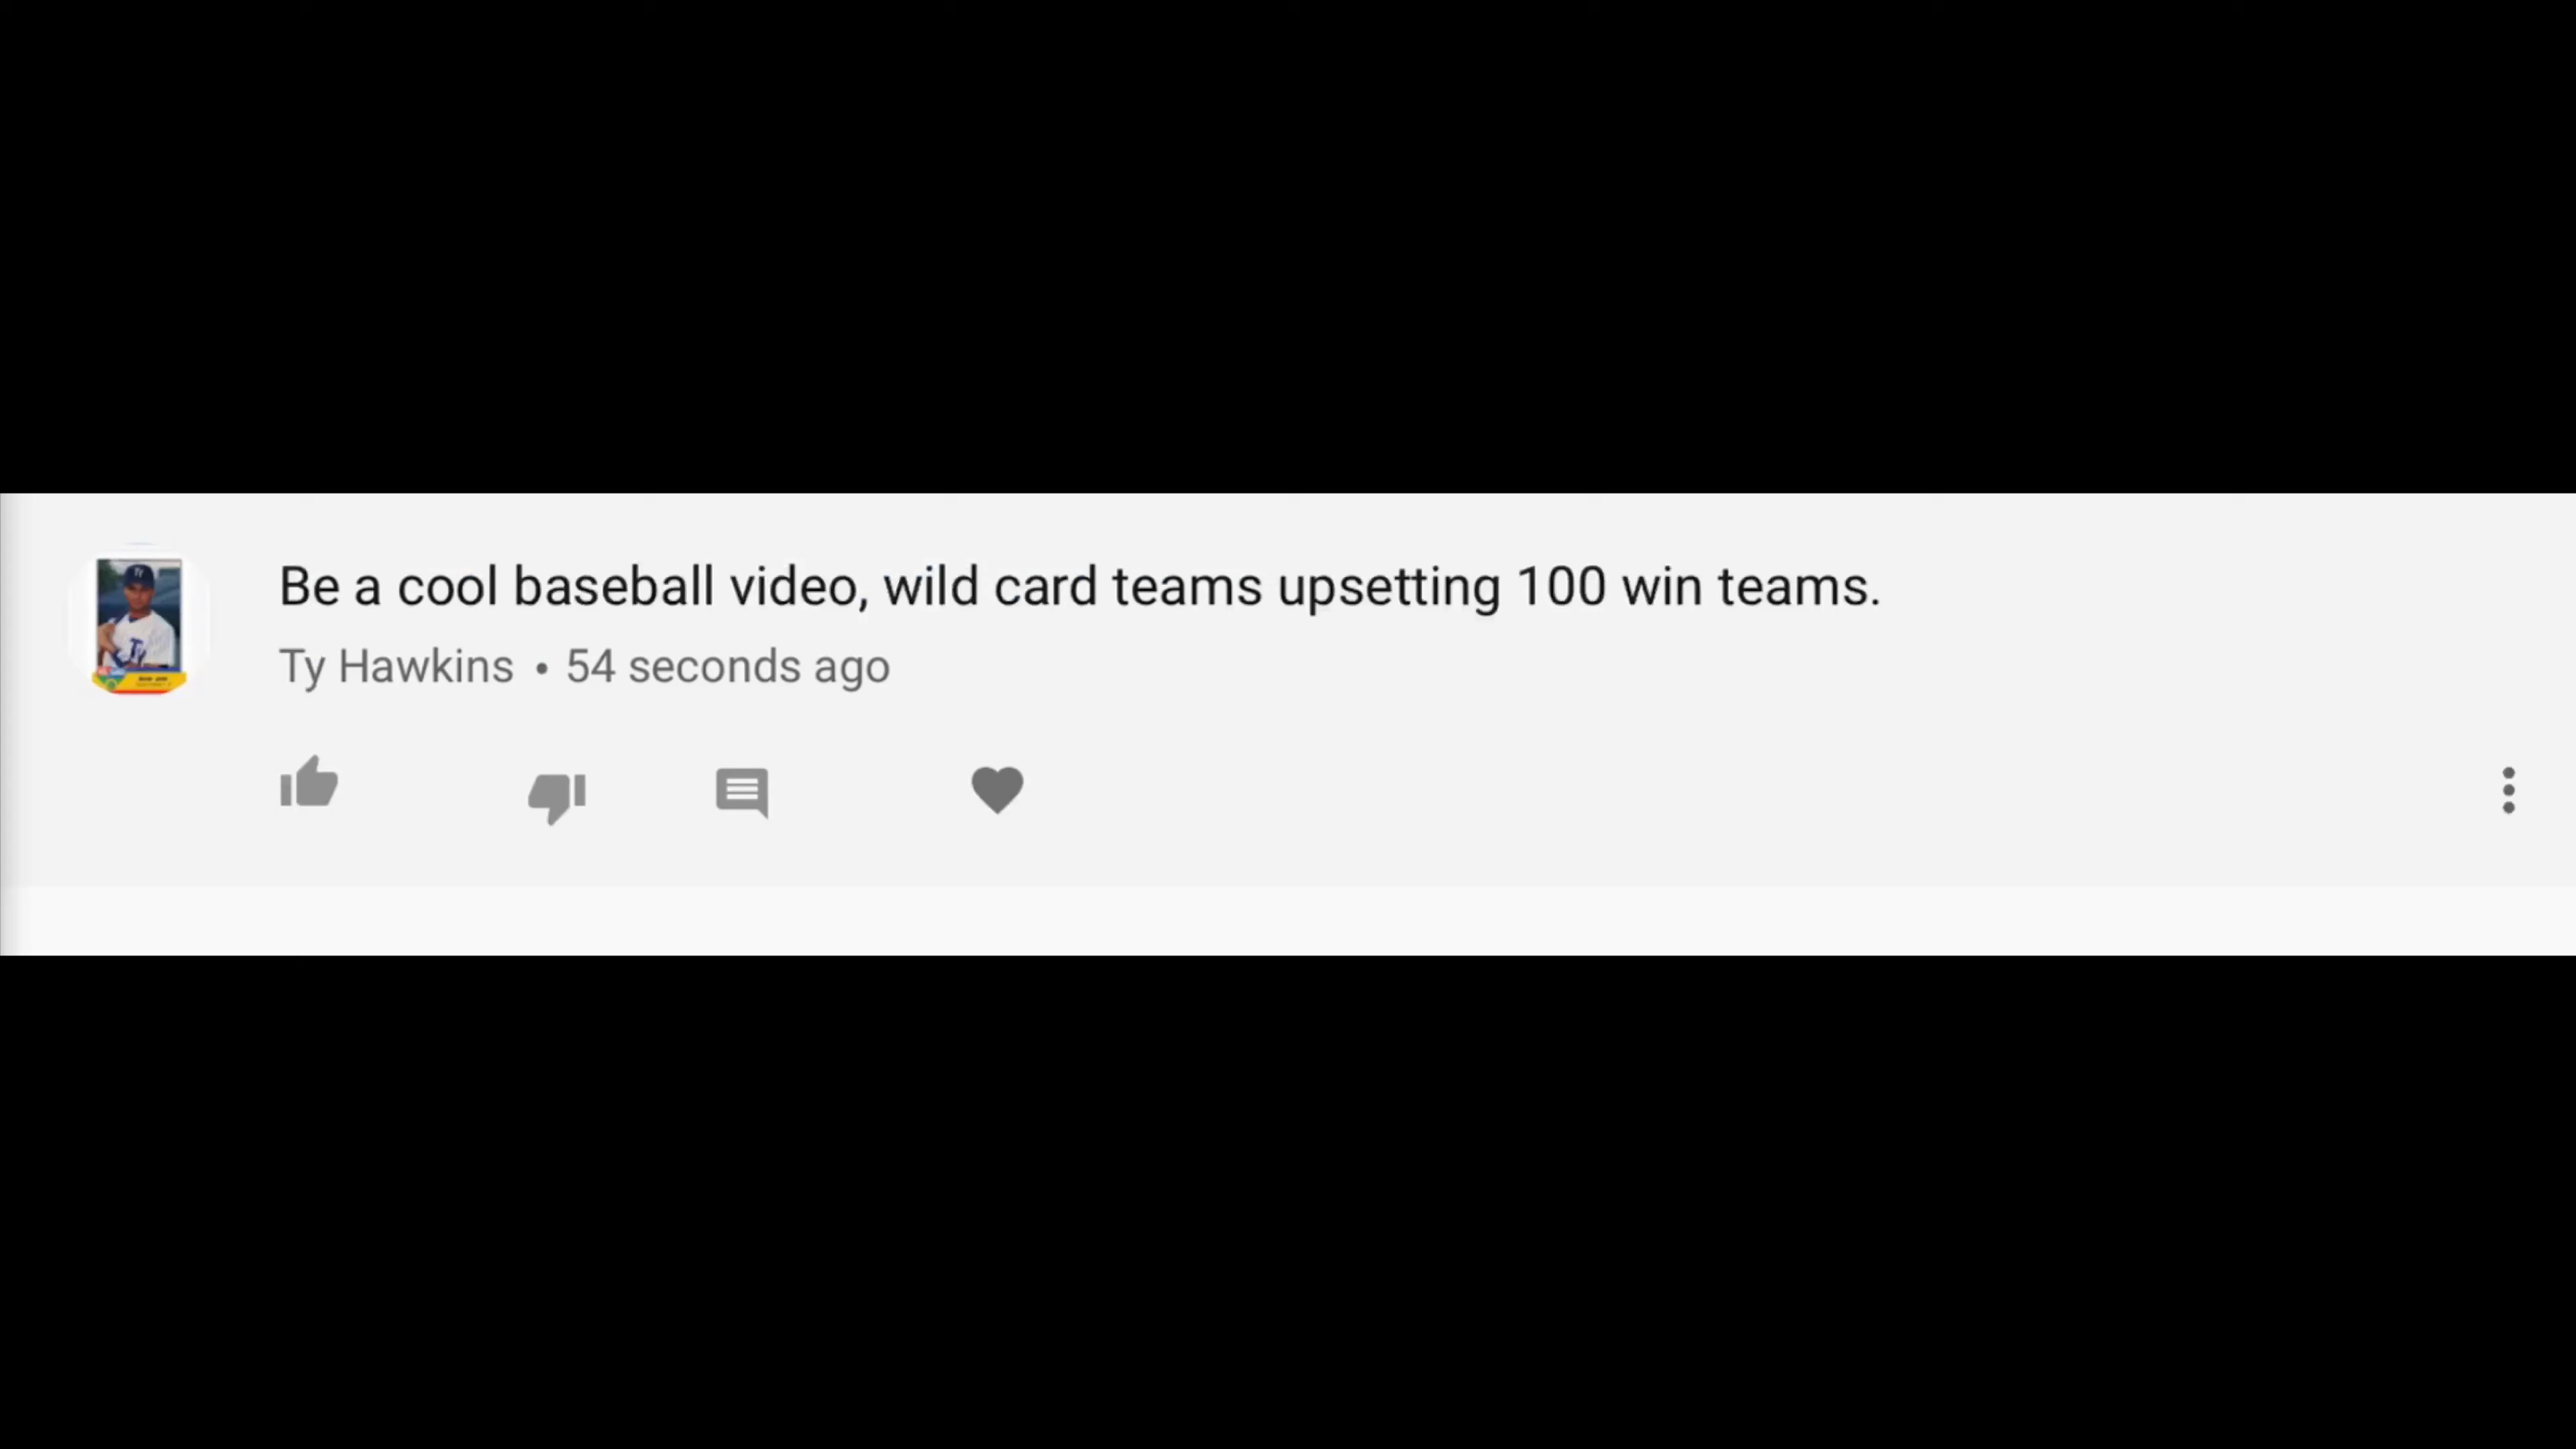 Be a cool baseball video, wild card teams upsetting 100 win teams.
Ty Hawkins • 54 seconds ago